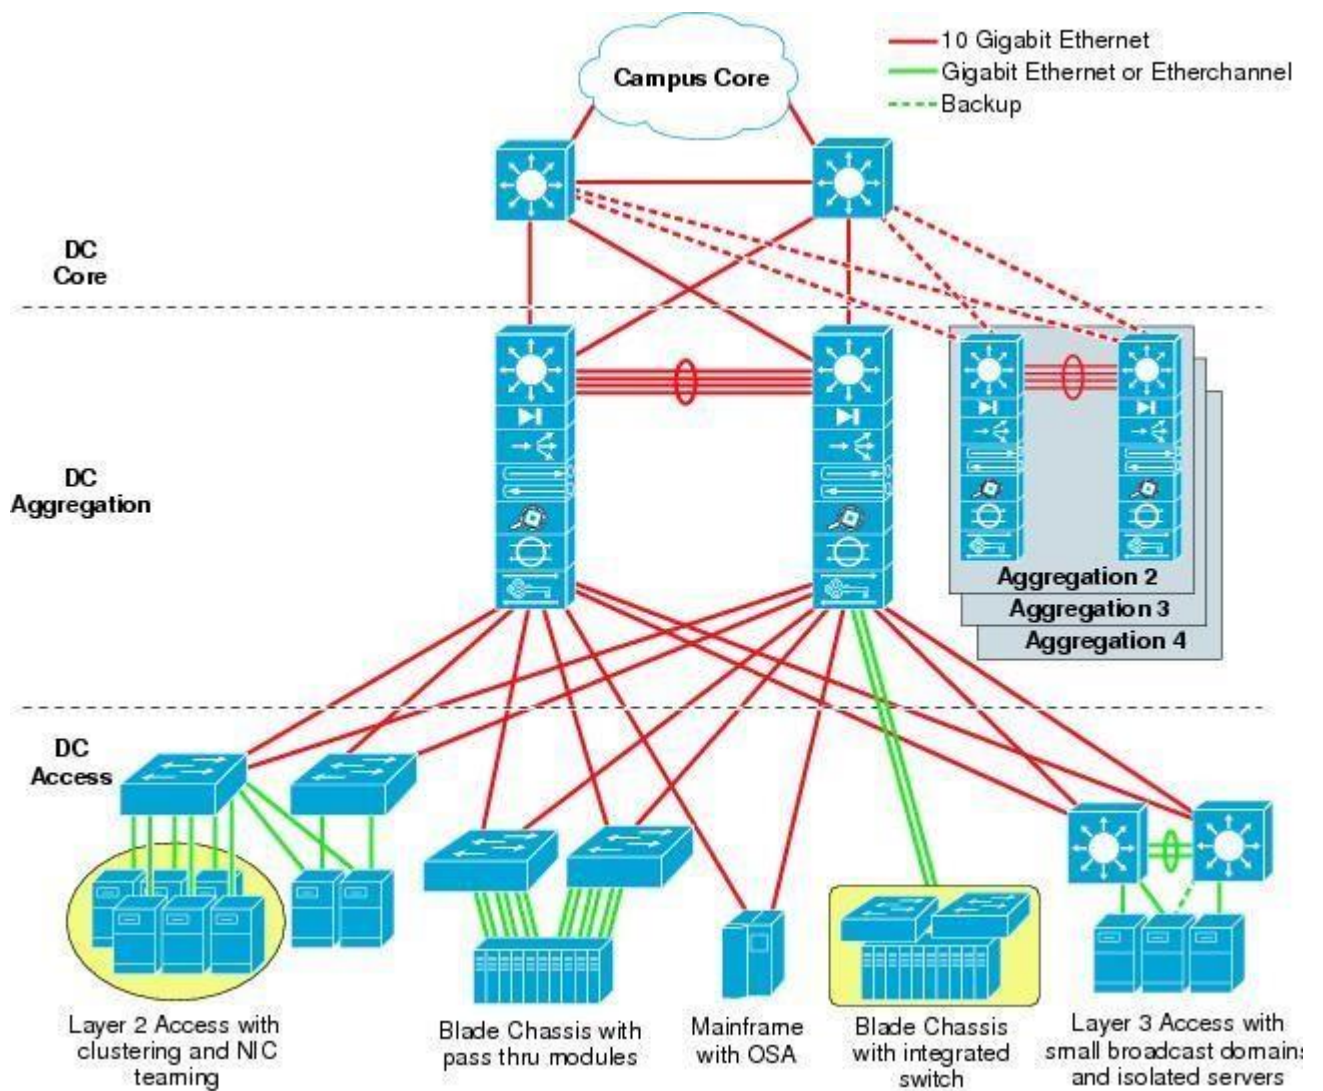 Campus Core
10 Gigabit Ethernet
Gigabit Ethernet or Etherchannel
Backup
DC
Core
DC
Aggregation
Aggregation 2
Aggregation 3
Aggregation 4
DC
Access
Layer 2 Access with
clustering and NIC
teaming
Blade Chassis with
pass thru modules
Mainframe
with OSA
Blade Chassis
with integrated
switch
Layer 3 Access with
small broadcast domains
and isolated servers